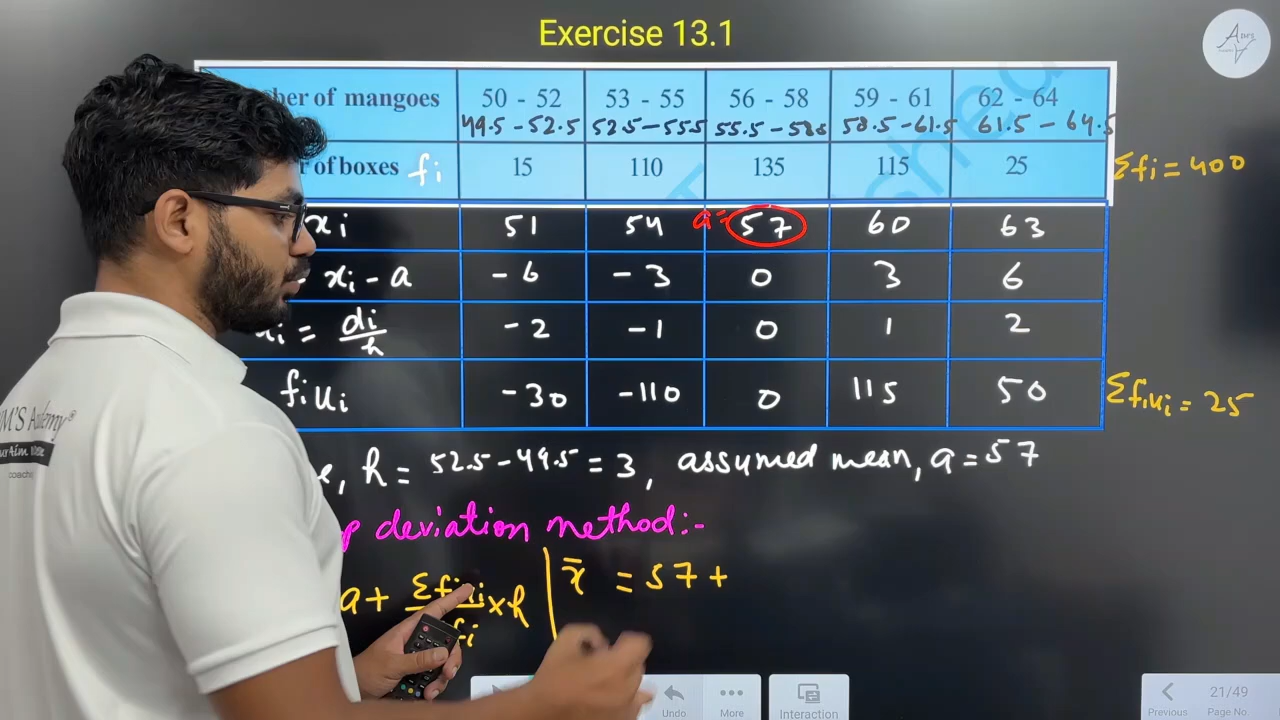 Exercise 13.1
of mangoes 50 - 52 53 - 55 56 - 58 59 - 61 62 - 64
49.5 - 52.5 52.5 - 55.5 55.5 - 58.5 58.5 - 61.5 61.5 - 64.5
of boxes fi 15 110 135 115 25 Σfi = 400
xi 51 54 a= 57 60 63
xi - a -6 -3 0 3 6
= di/h -2 -1 0 1 2
fiui -30 -110 0 115 50 Σfiui = 25
, h = 52.5 - 49.5 = 3, assumed mean, a = 57
deviation method:-
a + Σf × h x̄ = 57 +
fi
M'S Academy®
Undo More Interaction Previous 21/49 Page No.